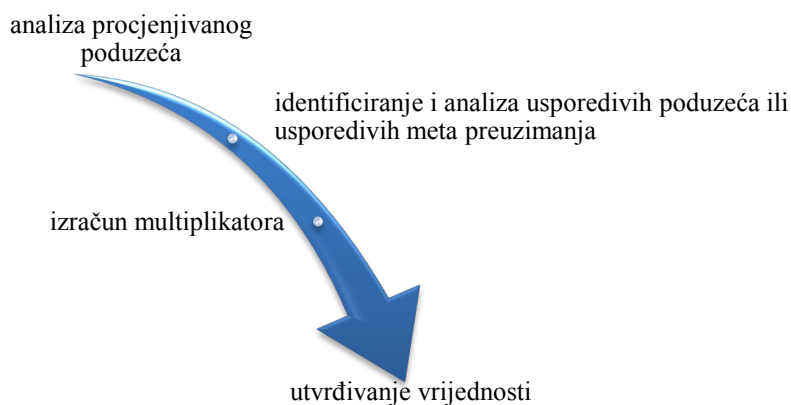 analiza procjenjivanog
poduzeća
identificiranje i analiza usporedivih poduzeća ili
usporedivih meta preuzimanja
izračun multiplikatora
utvrđivanje vrijednosti